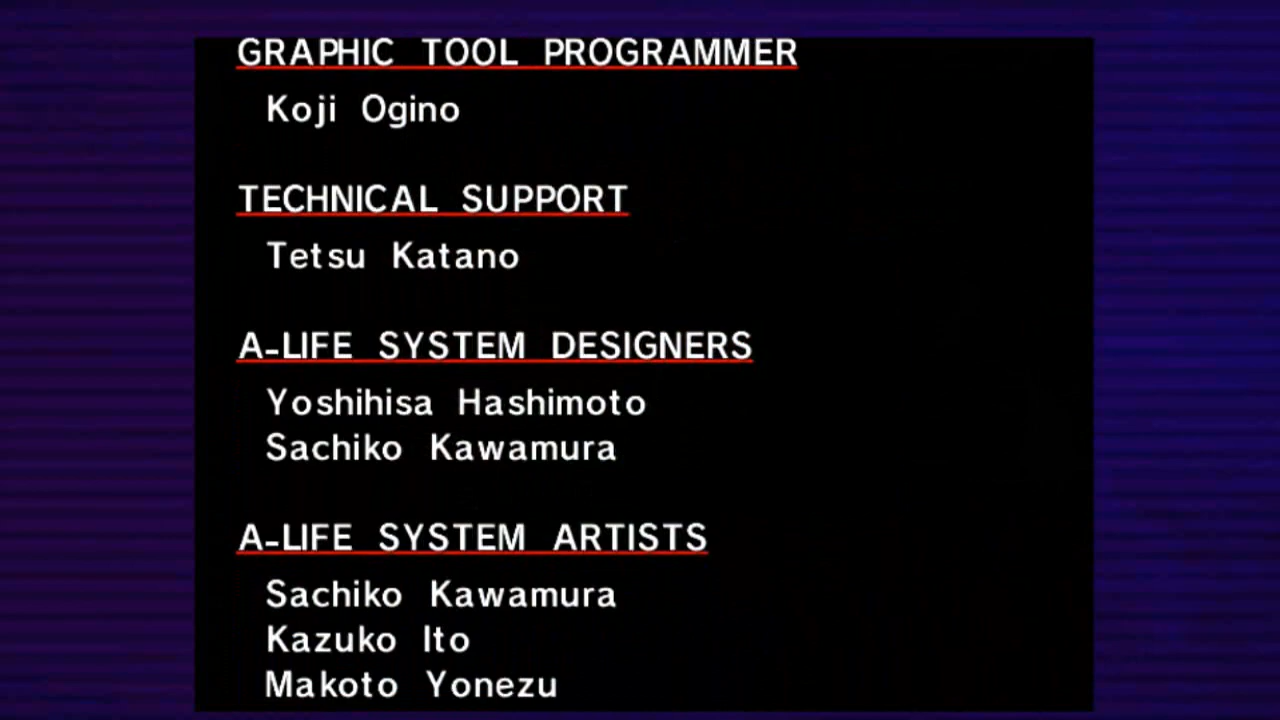 GRAPHIC TOOL PROGRAMMER
Koji Ogino
TECHNICAL SUPPORT
Tetsu Katano
A-LIFE SYSTEM DESIGNERS
Yoshihisa Hashimoto
Sachiko Kawamura
A-LIFE SYSTEM ARTISTS
Sachiko Kawamura
Kazuko Ito
Makoto Yonezu